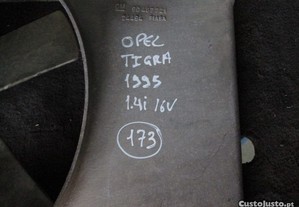 OPEL
TIGRA
1995
1.4i 16V
173
CustoJusto.pt